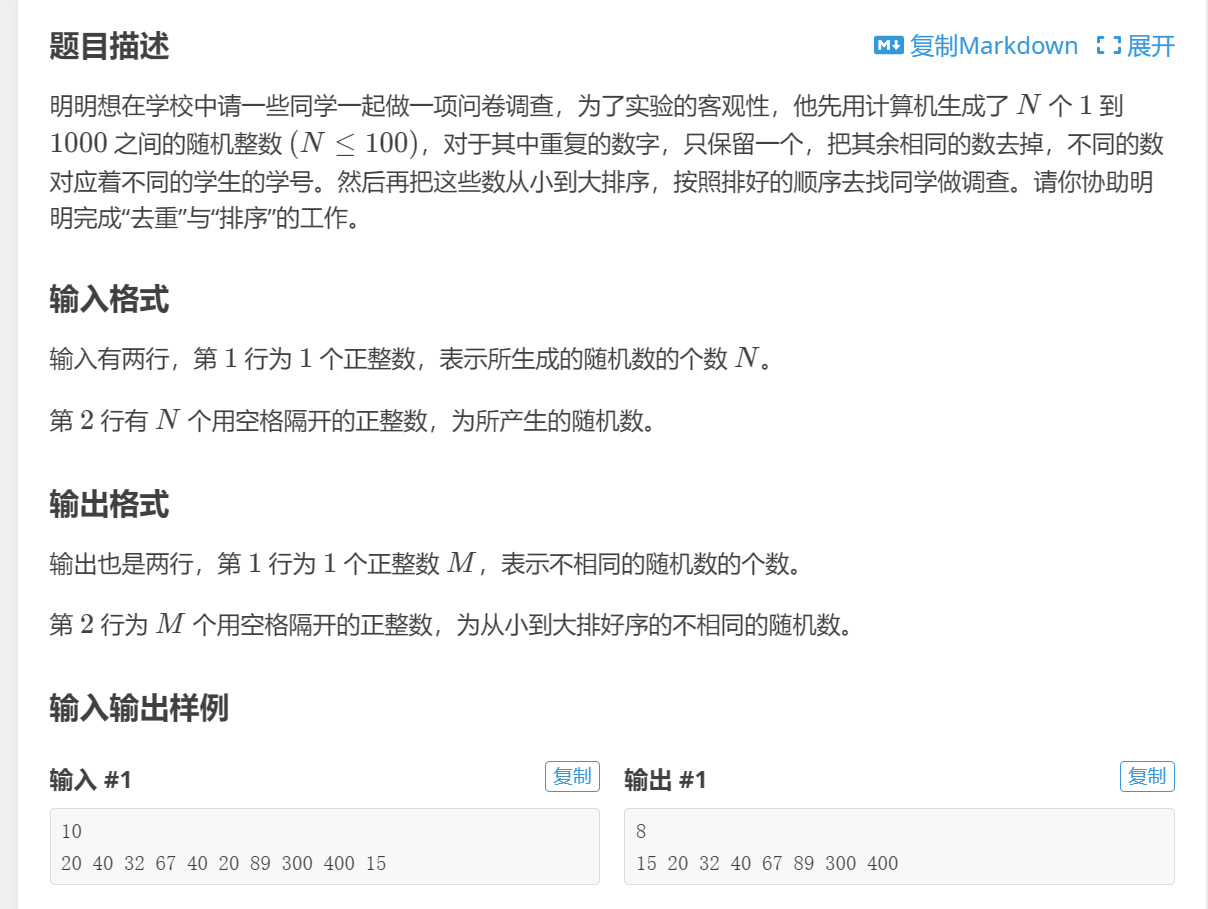 题目描述
复制Markdown 展开
明明想在学校中请一些同学一起做一项问卷调查，为了实验的客观性，他先用计算机生成了 N 个 1 到
1000 之间的随机整数 (N ≤ 100)，对于其中重复的数字，只保留一个，把其余相同的数去掉，不同的数
对应着不同的学生的学号。然后再把这些数从小到大排序，按照排好的顺序去找同学做调查。请你协助明
明完成“去重”与“排序”的工作。
输入格式
输入有两行，第 1 行为 1 个正整数，表示所生成的随机数的个数 N。
第 2 行有 N 个用空格隔开的正整数，为所产生的随机数。
输出格式
输出也是两行，第 1 行为 1 个正整数 M，表示不相同的随机数的个数。
第 2 行为 M 个用空格隔开的正整数，为从小到大排好序的不相同的随机数。
输入输出样例
输入 #1
复制
10
20 40 32 67 40 20 89 300 400 15
输出 #1
复制
8
15 20 32 40 67 89 300 400